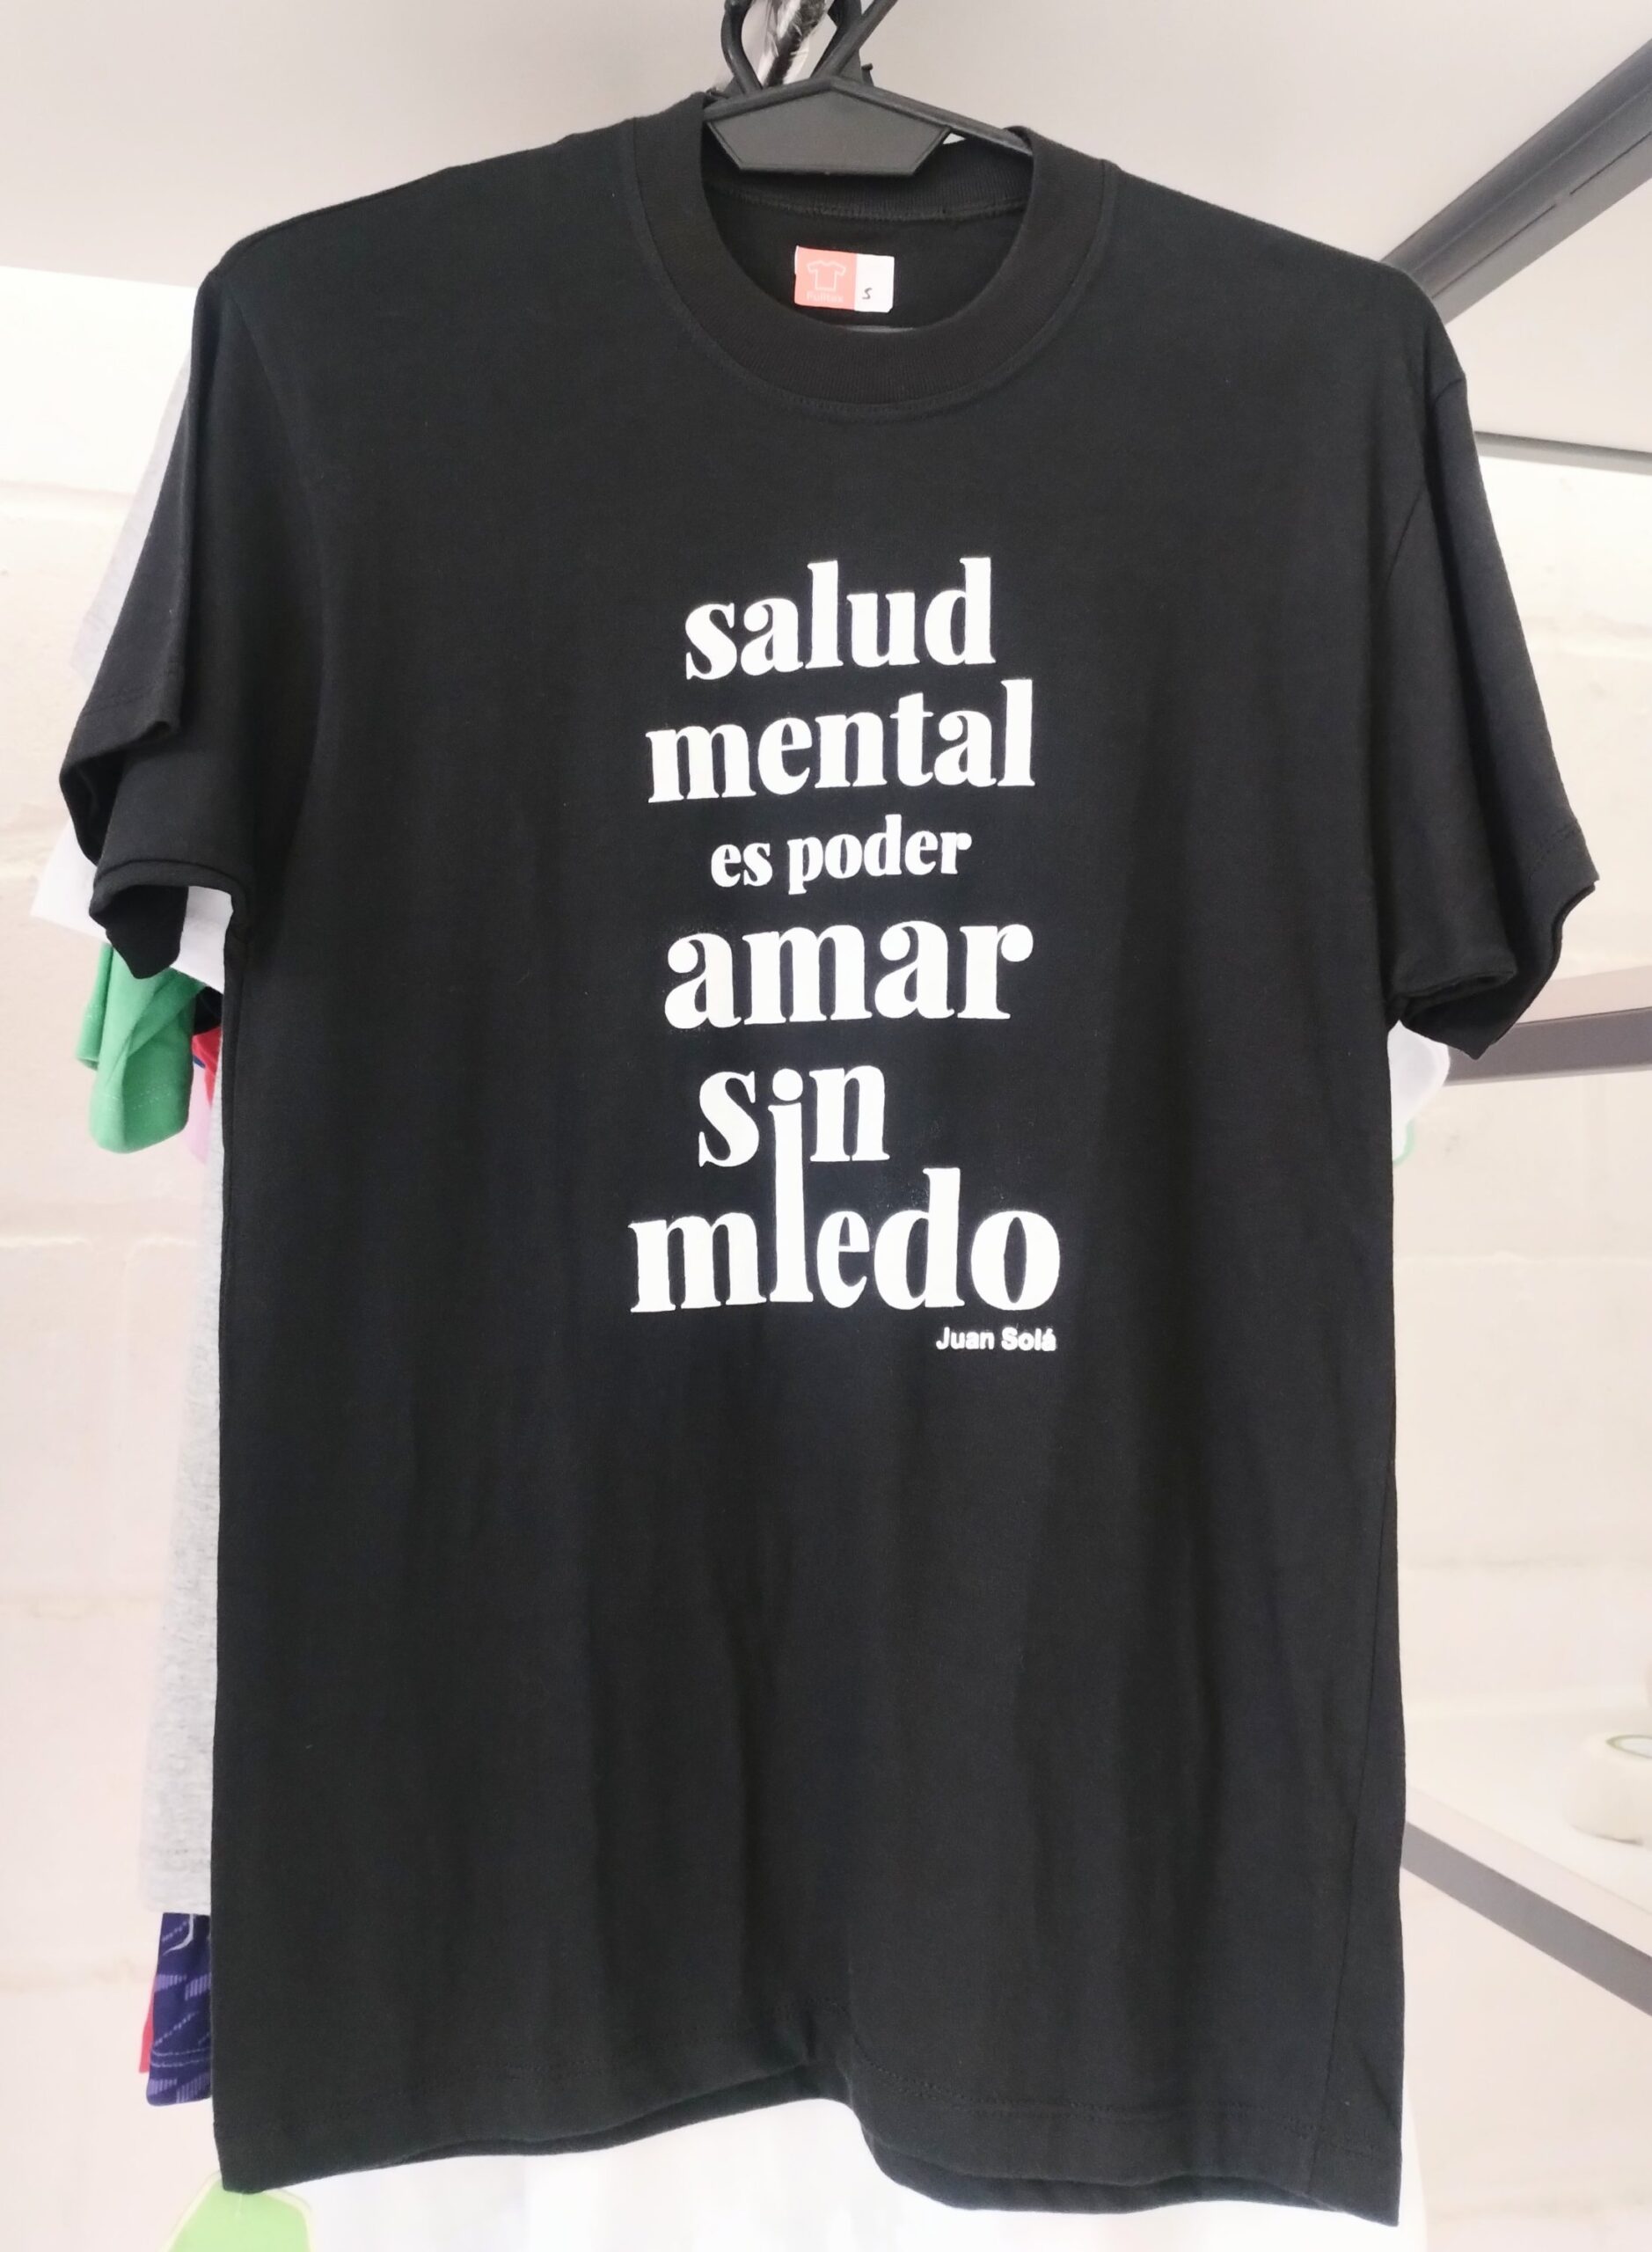 S
salud
mental
es poder
amar
sin
miedo
Juan Solá